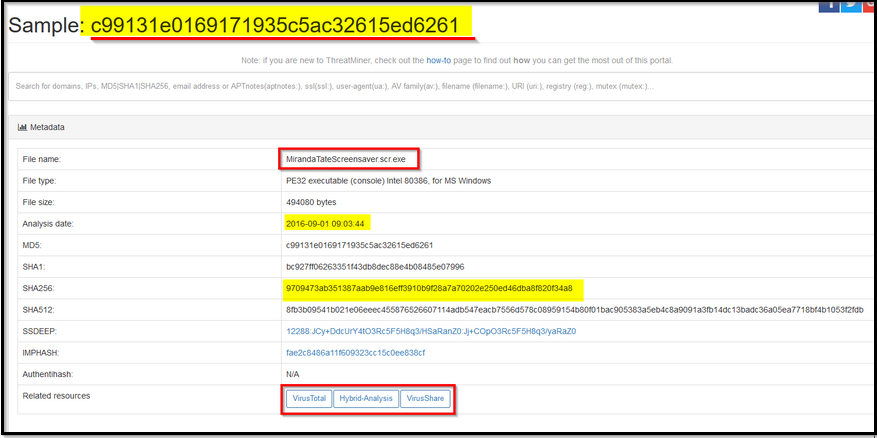 Sample: c99131e0169171935c5ac32615ed6261
Note: if you are new to ThreatMiner, check out the how-to page to find out how you can get the most out of this portal.
Search for domains, IPs, MD5|SHA1|SHA256, email address or APTnotes(aptnotes:), ssl(ssl:), user-agent(ua:), AV family(av:), filename (filename:), URI (uri:), registry (reg:), mutex (mutex:)...
Metadata
File name: MirandaTateScreensaver.scr.exe
File type: PE32 executable (console) Intel 80386, for MS Windows
File size: 494080 bytes
Analysis date: 2016-09-01 09:03:44
MD5: c99131e0169171935c5ac32615ed6261
SHA1: bc927ff06263351f43db8dec88e4b08485e07996
SHA256: 9709473ab351387aab9e816eff3910b9f28a7a70202e250ed46dba8f820f34a8
SHA512: 8fb3b09541b021e06eeec455876526607114adb547eacb7556d578c08959154b80f01bac905383a5eb4c8a9091a3fb14dc13badc36a05ea7718bf4b1053f2fdb
SSDEEP: 12288:JCy+DdcUrY4tO3Rc5F5H8q3/HSaRanZ0:Jj+COpO3Rc5F5H8q3/yaRaZ0
IMPHASH: fae2c8486a11f609323cc15c0ee838cf
Authentihash: N/A
Related resources VirusTotal Hybrid-Analysis VirusShare